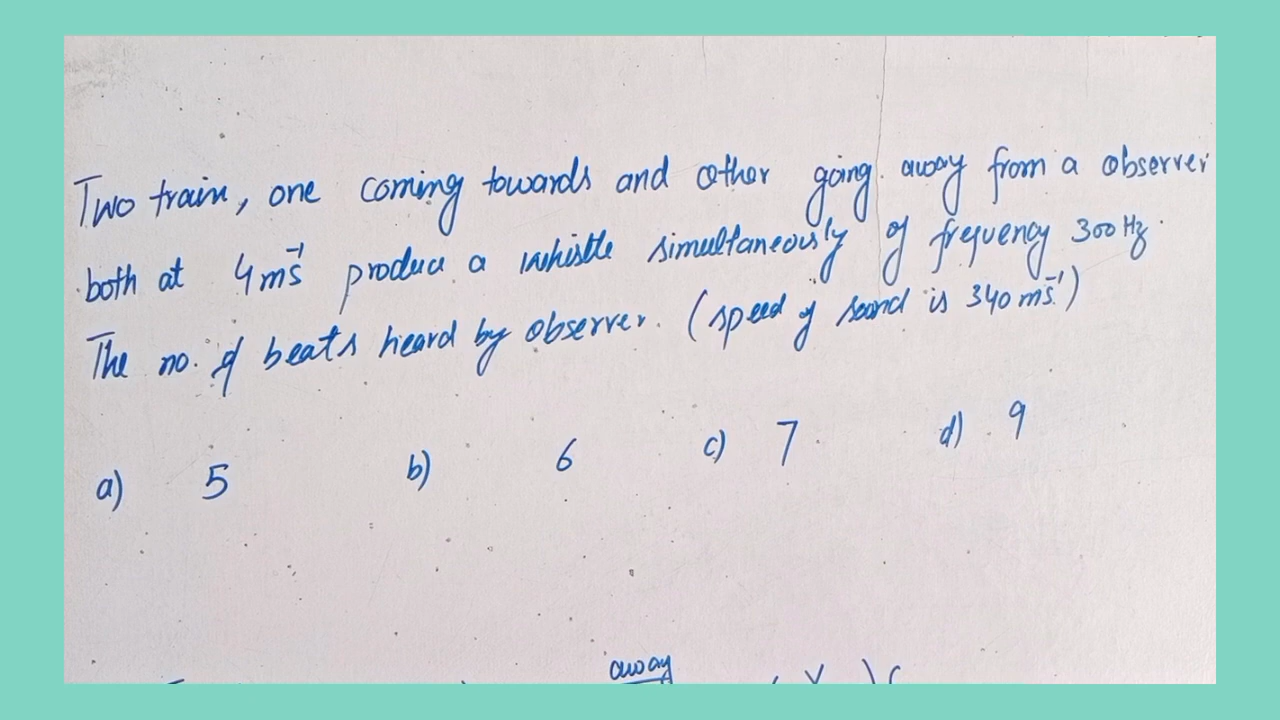 Two train, one coming towards and other going away from a observer
both at 4 ms⁻¹ produce a whistle simultaneously of frequency 300 Hz.
The no. of beats heard by observer. (speed of sound is 340 ms⁻¹)
a) 5 b) 6 c) 7 d) 9
away